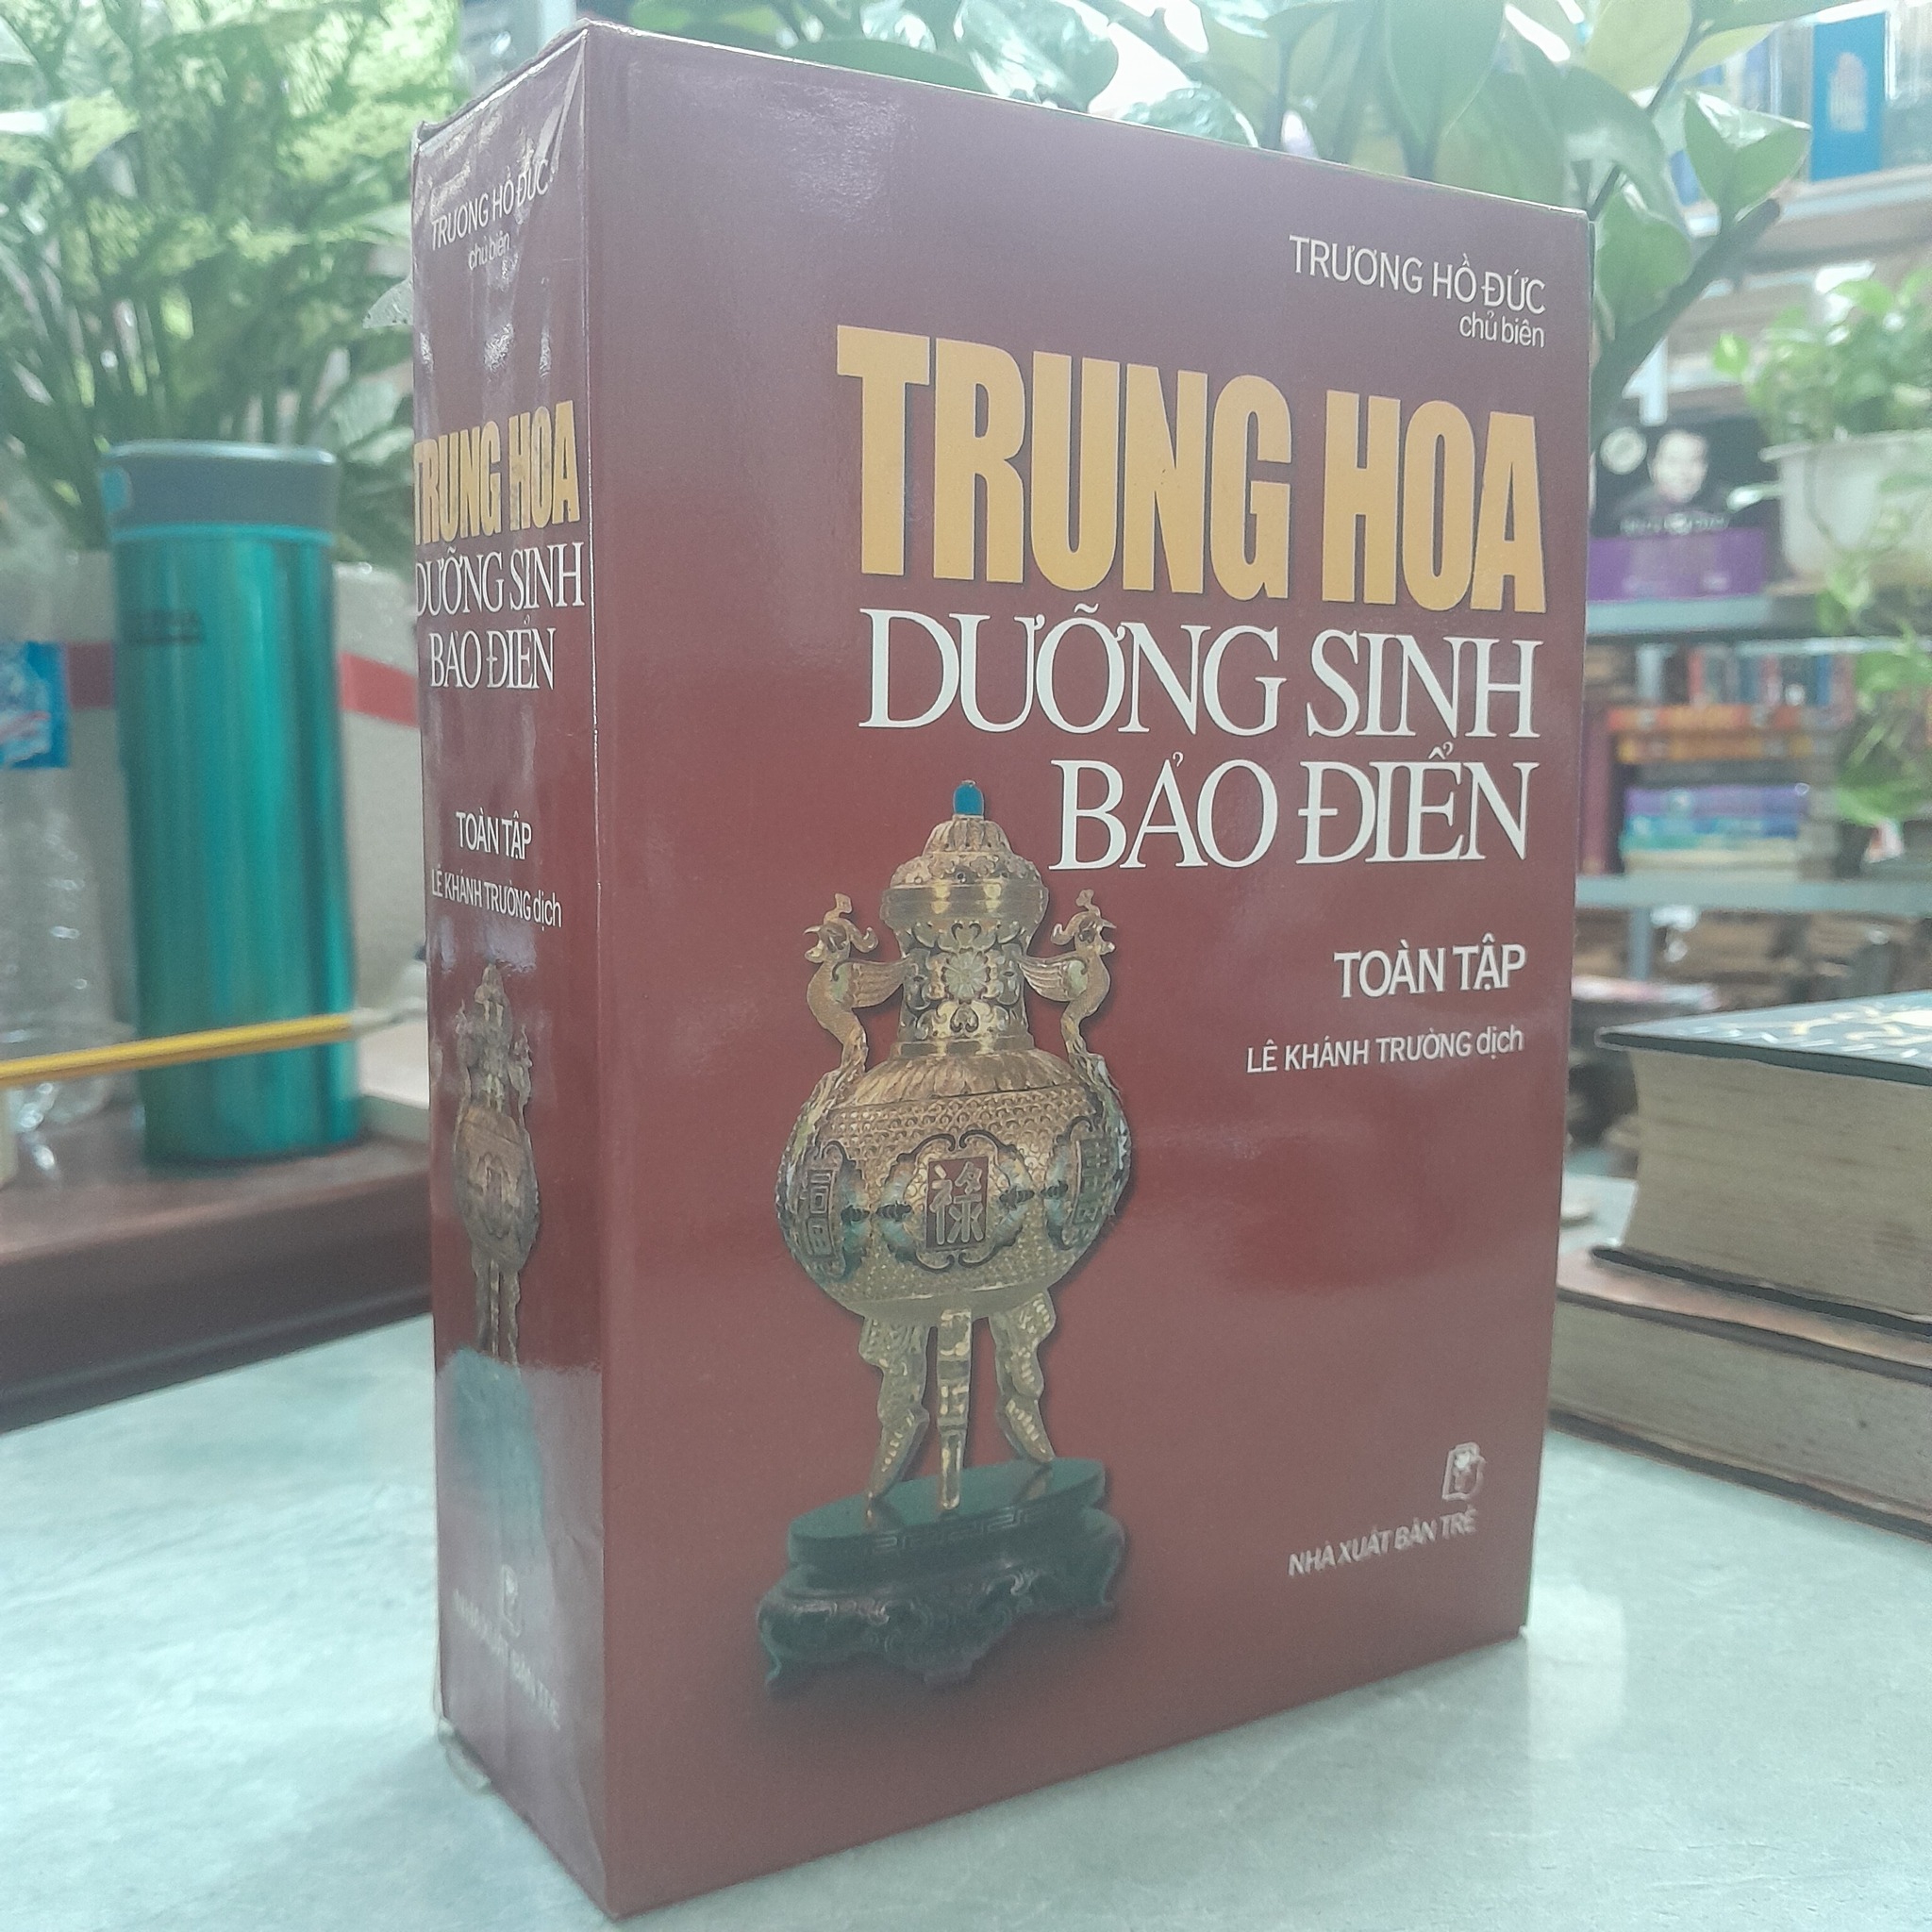 TRƯƠNG HỒ ĐỨC
chủ biên
TRUNG HOA
DƯỠNG SINH
BẢO ĐIỂN
TOÀN TẬP
LÊ KHÁNH TRƯỜNG dịch
TRƯƠNG HỒ ĐỨC
chủ biên
TRUNG HOA
DƯỠNG SINH
BẢO ĐIỂN
TOÀN TẬP
LÊ KHÁNH TRƯỜNG dịch
祿
NHÀ XUẤT BẢN TRẺ